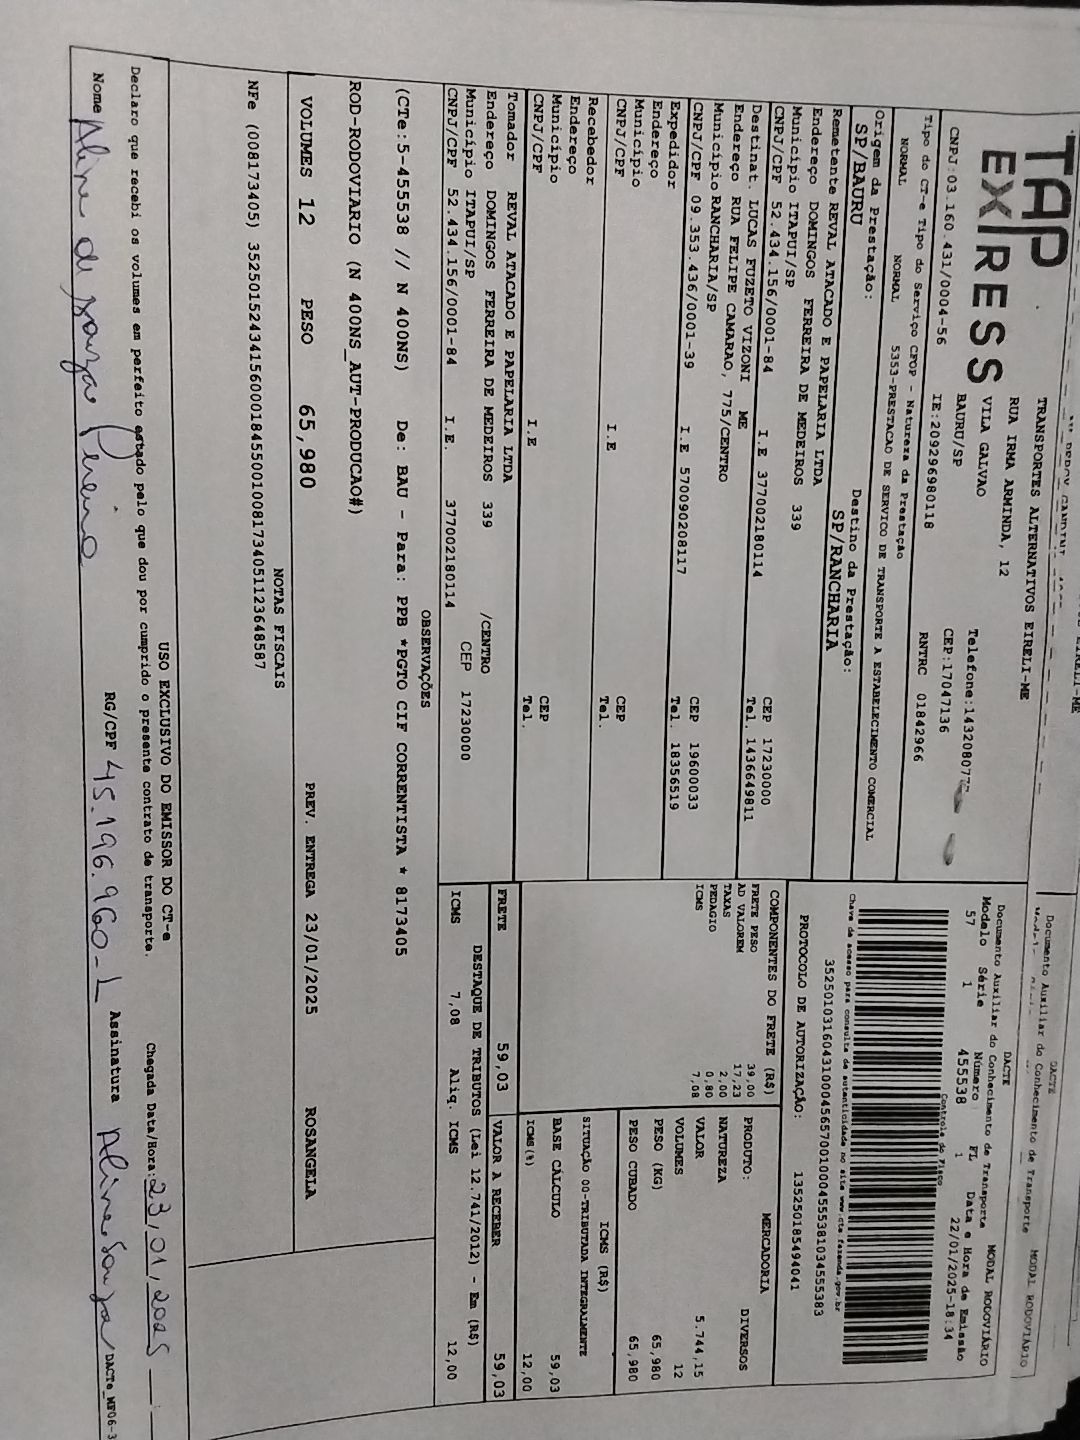 TAP
EXPRESS
TRANSPORTES ALTERNATIVOS EIRELI-ME
RUA IRMA ARMINDA, 12
VILA GALVAO
BAURU/SP
Telefone:1432080777
CEP:17047136
CNPJ:03.160.431/0004-56 IE:209296980118 RNTRC 01842966
Tipo do CT-e Tipo do Serviço CFOP - Natureza da Prestação
NORMAL NORMAL 5353-PRESTACAO DE SERVICO DE TRANSPORTE A ESTABELECIMENTO COMERCIAL
Origem da Prestação: Destino da Prestação:
SP/BAURU SP/RANCHARIA
Remetente REVAL ATACADO E PAPELARIA LTDA
Endereço DOMINGOS FERREIRA DE MEDEIROS 339
Município ITAPUI/SP CEP 17230000
CNPJ/CPF 52.434.156/0001-84 I.E 377002180114 Tel. 1436649811
Destinat. LUCAS FUZETO VIZONI ME
Endereço RUA FELIPE CAMARAO, 775/CENTRO
Município RANCHARIA/SP CEP 19600033
CNPJ/CPF 09.353.436/0001-39 I.E 570090208117 Tel. 18356519
Expedidor
Endereço
Município CEP
CNPJ/CPF I.E Tel.
Recebedor
Endereço
Município CEP
CNPJ/CPF I.E Tel.
Tomador REVAL ATACADO E PAPELARIA LTDA
Endereço DOMINGOS FERREIRA DE MEDEIROS 339 /CENTRO
Município ITAPUI/SP CEP 17230000
CNPJ/CPF 52.434.156/0001-84 I.E. 377002180114
DACTE
Documento Auxiliar do Conhecimento de Transporte MODAL RODOVIÁRIO
Modelo Série Número FL Data e Hora de Emissão
57 1 455538 1 22/01/2025-18:34
Controle do Fisco
Chave de acesso para consulta de autenticidade no site www.cte.fazenda.gov.br
35250103160431000456570010004555381034555383
PROTOCOLO DE AUTORIZAÇÃO: 135250185494041
COMPONENTES DO FRETE (R$)
FRETE PESO 39,00
AD VALOREM 17,23
TAXAS 2,00
PEDAGIO 0,80
ICMS 7,08
MERCADORIA
PRODUTO: DIVERSOS
NATUREZA
VALOR 5.744,15
VOLUMES 12
PESO (KG) 65,980
PESO CUBADO 65,980
ICMS (R$)
SITUAÇÃO 00-TRIBUTADA INTEGRALMENTE
BASE CÁLCULO 59,03
ICMS(%) 12,00
FRETE 59,03 VALOR A RECEBER 59,03
DESTAQUE DE TRIBUTOS (Lei 12.741/2012) - Em (R$)
ICMS 7,08 Aliq. ICMS 12,00
OBSERVAÇÕES
(CTe:5-455538 // N 400NS) De: BAU - Para: PPB *PGTO CIF CORRENTISTA * 8173405
ROD-RODOVIARIO (N 400NS_AUT-PRODUCAO#)
VOLUMES 12 PESO 65,980 PREV. ENTREGA 23/01/2025 ROSANGELA
NOTAS FISCAIS
NFe (008173405) 35250152434156000184550010081734051123648587
USO EXCLUSIVO DO EMISSOR DO CT-e
Declaro que recebi os volumes em perfeito estado pelo que dou por cumprido o presente contrato de transporte. Chegada Data/Hora: 23/01/2025
Nome Aline de Souza Pereira RG/CPF 45.196.960-1 Assinatura Aline Souza DACTe_MF06-3